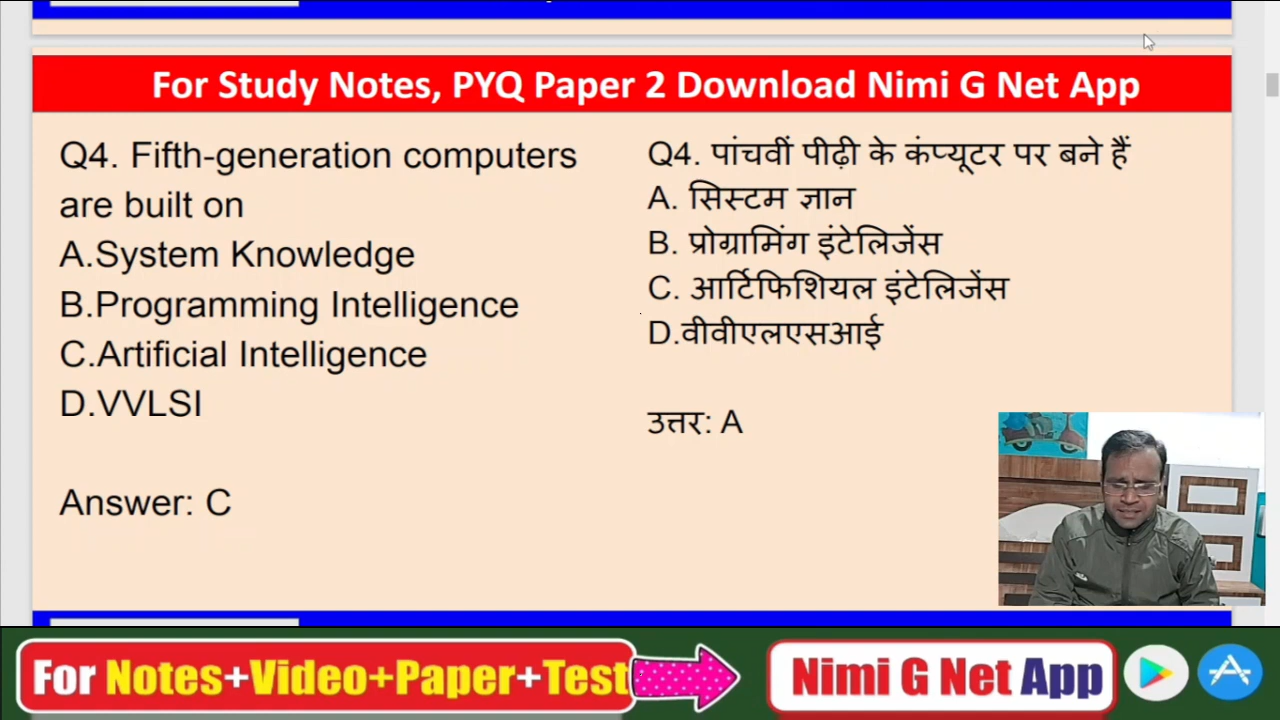 For Study Notes, PYQ Paper 2 Download Nimi G Net App
Q4. Fifth-generation computers
are built on
A.System Knowledge
B.Programming Intelligence
C.Artificial Intelligence
D.VVLSI
Answer: C
Q4. पांचवीं पीढ़ी के कंप्यूटर पर बने हैं
A. सिस्टम ज्ञान
B. प्रोग्रामिंग इंटेलिजेंस
C. आर्टिफिशियल इंटेलिजेंस
D.वीवीएलएसआई
उत्तर: A
For Notes+Video+Paper+Test
Nimi G Net App